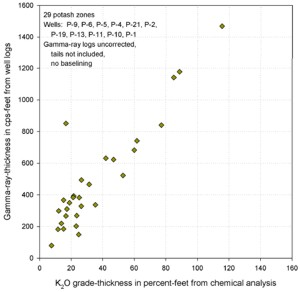 29 potash zones
Wells: P-9, P-6, P-5, P-4, P-21, P-2,
P-19, P-13, P-11, P-10, P-1
Gamma-ray logs uncorrected,
tails not included,
no baselining
Gamma-ray-thickness in cps-feet from well logs
1600
1400
1200
1000
800
600
400
200
0
0 20 40 60 80 100 120 140 160
K2O grade-thickness in percent-feet from chemical analysis